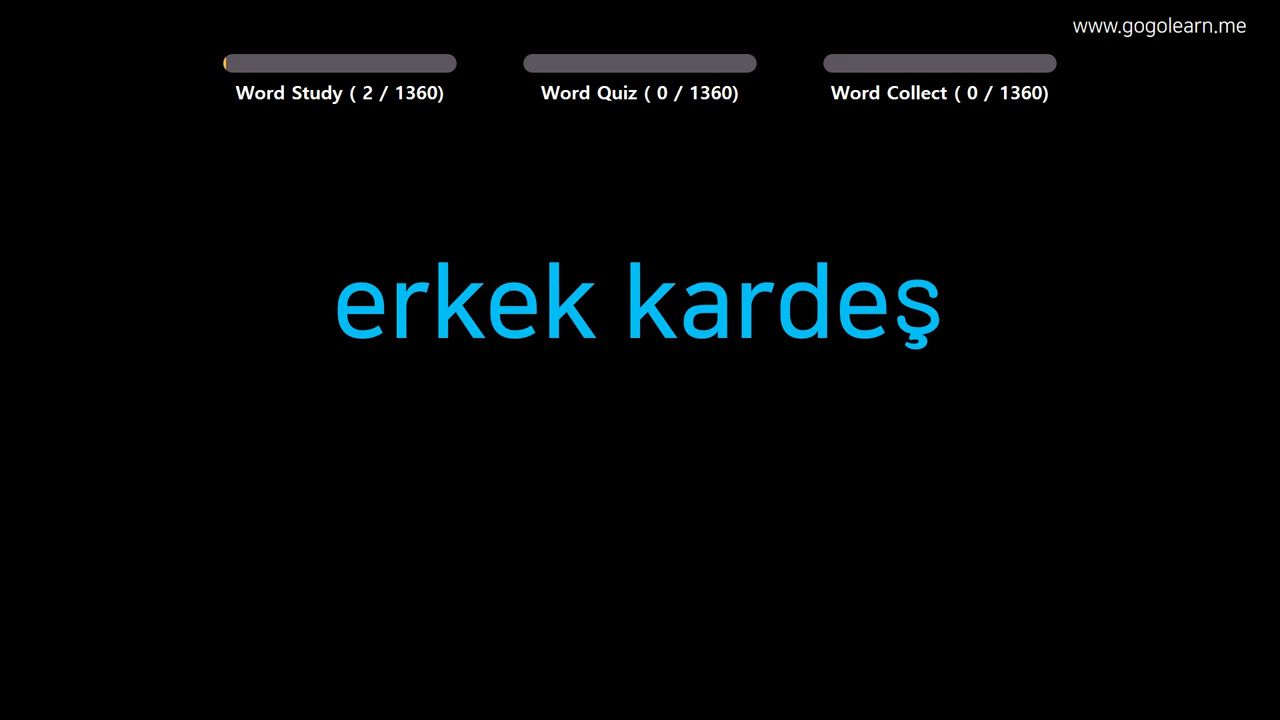 www.gogolearn.me
Word Study ( 2 / 1360)
Word Quiz ( 0 / 1360)
Word Collect ( 0 / 1360)
erkek kardeş